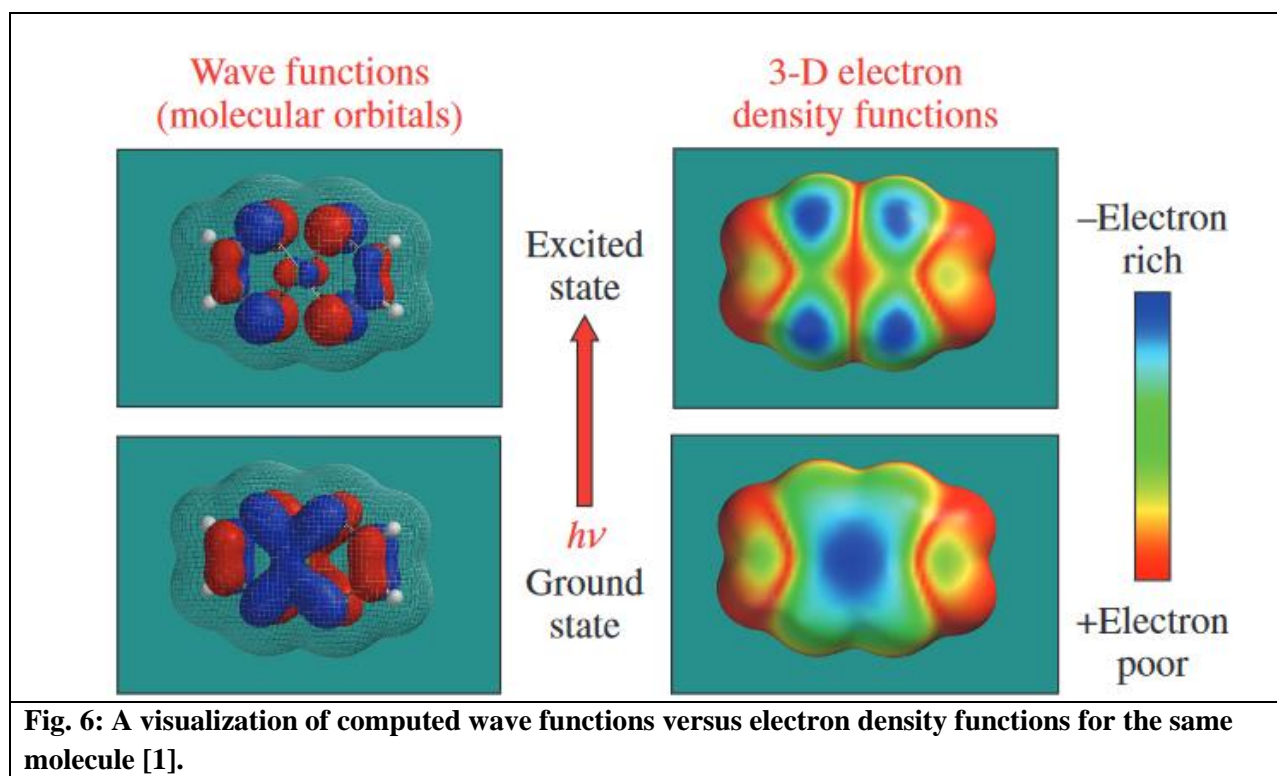 Wave functions
(molecular orbitals)
3-D electron
density functions
Excited
state
hν
Ground
state
–Electron
rich
+Electron
poor
Fig. 6: A visualization of computed wave functions versus electron density functions for the same
molecule [1].